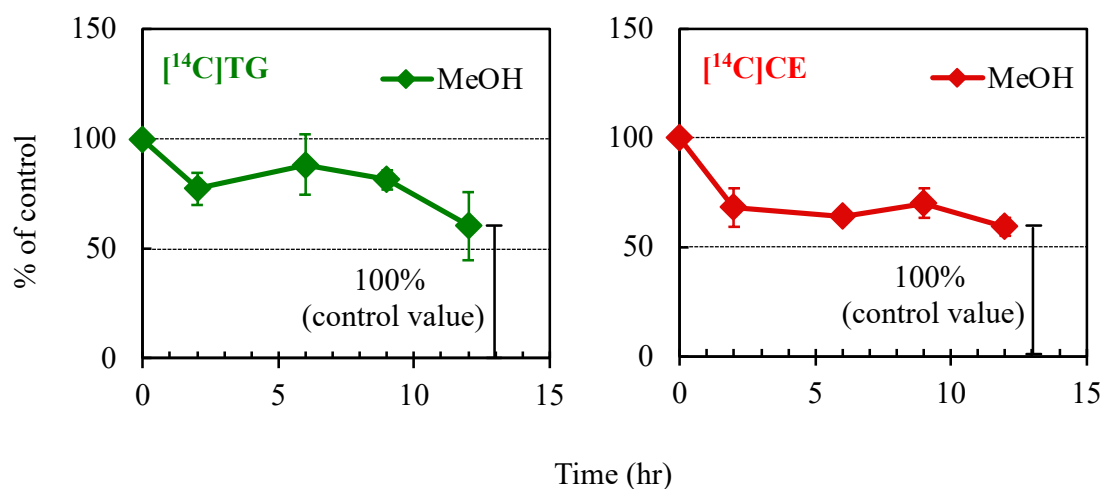 % of control
150
100
50
0
[¹⁴C]TG
MeOH
100%
(control value)
0
5
10
15
150
100
50
0
[¹⁴C]CE
MeOH
100%
(control value)
0
5
10
15
Time (hr)